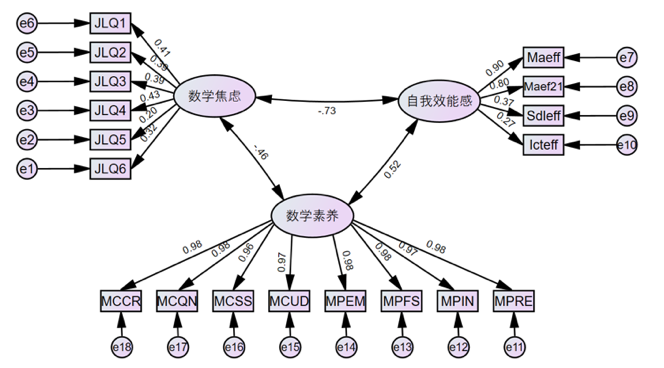 e6
JLQ1
e5
JLQ2
e4
JLQ3
e3
JLQ4
e2
JLQ5
e1
JLQ6
0.41
0.39
0.39
0.43
0.20
0.32
数学焦虑
-.73
自我效能感
0.90
0.80
0.37
0.27
Maeff
e7
Maef21
e8
Sdleff
e9
Icteff
e10
-.46
0.52
数学素养
0.98
0.98
0.96
0.97
0.98
0.98
0.97
0.98
MCCR
MCQN
MCSS
MCUD
MPEM
MPFS
MPIN
MPRE
e18
e17
e16
e15
e14
e13
e12
e11